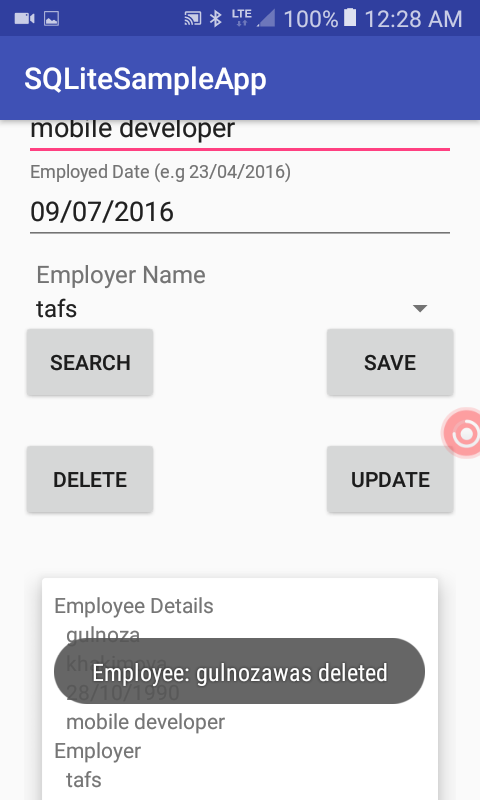 LTE 100% 12:28 AM
SQLiteSampleApp
mobile developer
Employed Date (e.g 23/04/2016)
09/07/2016
Employer Name
tafs
SEARCH SAVE
DELETE UPDATE
Employee Details
gulnoza
khakimova
Employee: gulnozawas deleted
28/10/1990
mobile developer
Employer
tafs